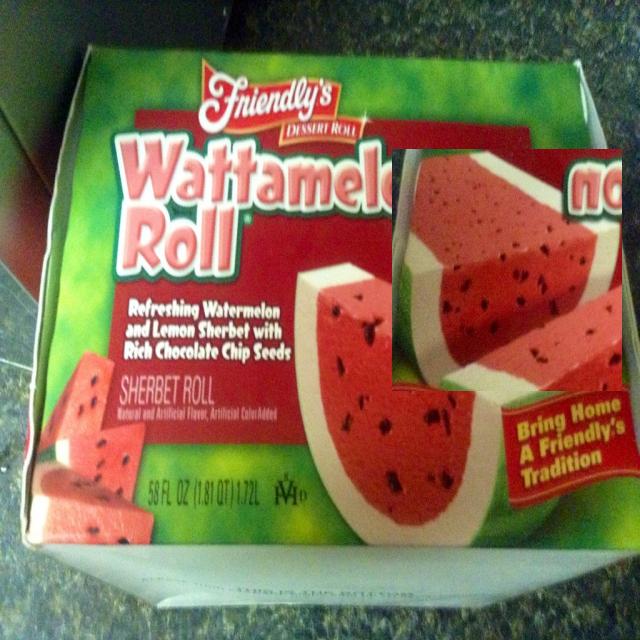 Friendly's
DESSERT ROLL
Roll
Refreshing Watermelon
and Lemon Sherbet with
Rich Chocolate Chip Seeds
SHERBET ROLL
Natural and Artificial Flavor, Artificial Color Added
58 FL OZ (1.81 QT) 1.72L
Bring Home
A Friendly's
Tradition